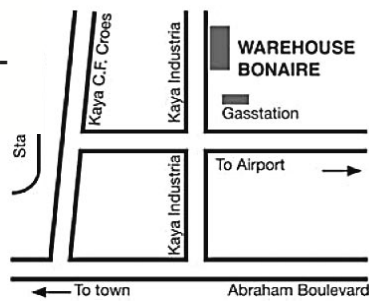 Kaya C.F. Croes
Kaya Industria
WAREHOUSE
BONAIRE
Gasstation
Sta
To Airport
Kaya Industria
To town
Abraham Boulevard